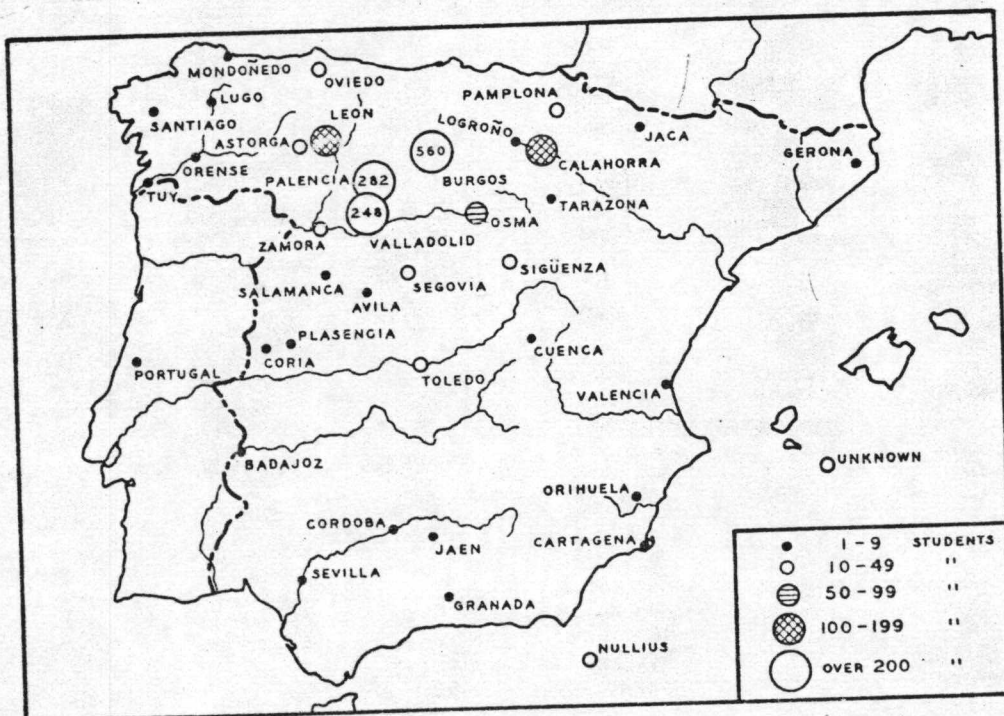 MONDOÑEDO
OVIEDO
LUGO
LEÓN
PAMPLONA
SANTIAGO
ASTORGA
LOGROÑO
JACA
560
CALAHORRA
GERONA
ORENSE
PALENCIA
282
BURGOS
TUY
248
OSMA
TARAZONA
ZAMORA
VALLADOLID
SALAMANCA
SEGOVIA
SIGÜENZA
AVILA
PLASENCIA
CORIA
CUENCA
PORTUGAL
TOLEDO
VALENCIA
BADAJOZ
UNKNOWN
ORIHUELA
CORDOBA
JAEN
CARTAGENA
SEVILLA
GRANADA
NULLIUS
1-9 STUDENTS
10-49 "
50-99 "
100-199 "
OVER 200 "